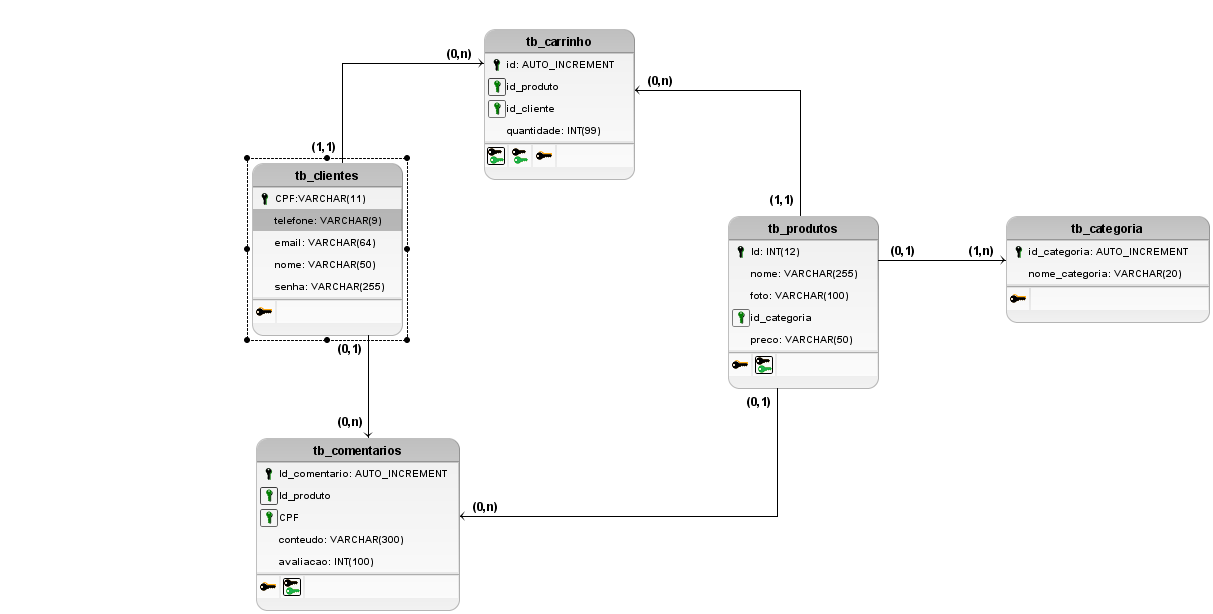 tb_carrinho
id: AUTO_INCREMENT
id_produto
id_cliente
quantidade: INT(99)
(0,n)
(0,n)
(1,1)
tb_clientes
CPF:VARCHAR(11)
telefone: VARCHAR(9)
email: VARCHAR(64)
nome: VARCHAR(50)
senha: VARCHAR(255)
(1,1)
tb_produtos
Id: INT(12)
nome: VARCHAR(255)
foto: VARCHAR(100)
id_categoria
preco: VARCHAR(50)
(0,1)
(1,n)
tb_categoria
id_categoria: AUTO_INCREMENT
nome_categoria: VARCHAR(20)
(0,1)
(0,n)
(0,1)
tb_comentarios
Id_comentario: AUTO_INCREMENT
Id_produto
CPF
conteudo: VARCHAR(300)
avaliacao: INT(100)
(0,n)